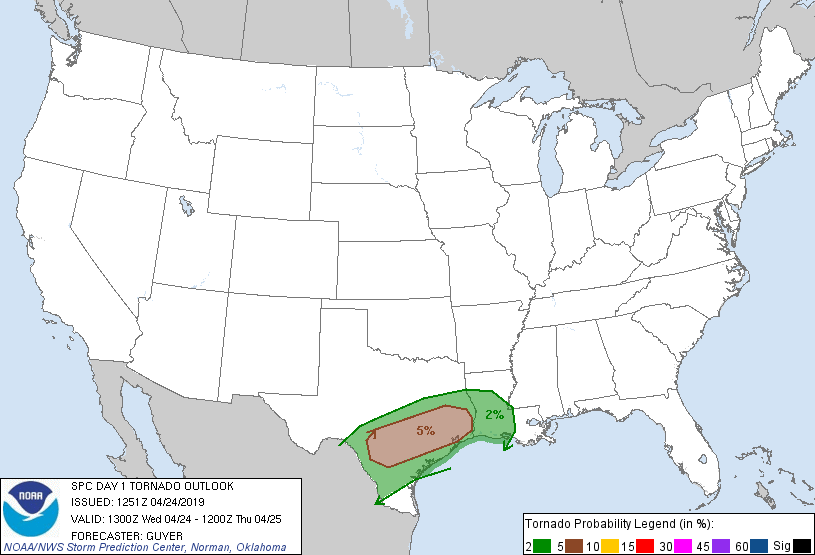 2%
5%
NOAA
SPC DAY 1 TORNADO OUTLOOK
ISSUED: 1251Z 04/24/2019
VALID: 1300Z Wed 04/24 - 1200Z Thu 04/25
FORECASTER: GUYER
NOAA/NWS Storm Prediction Center, Norman, Oklahoma
Tornado Probability Legend (in %):
2 5 10 15 30 45 60 Sig